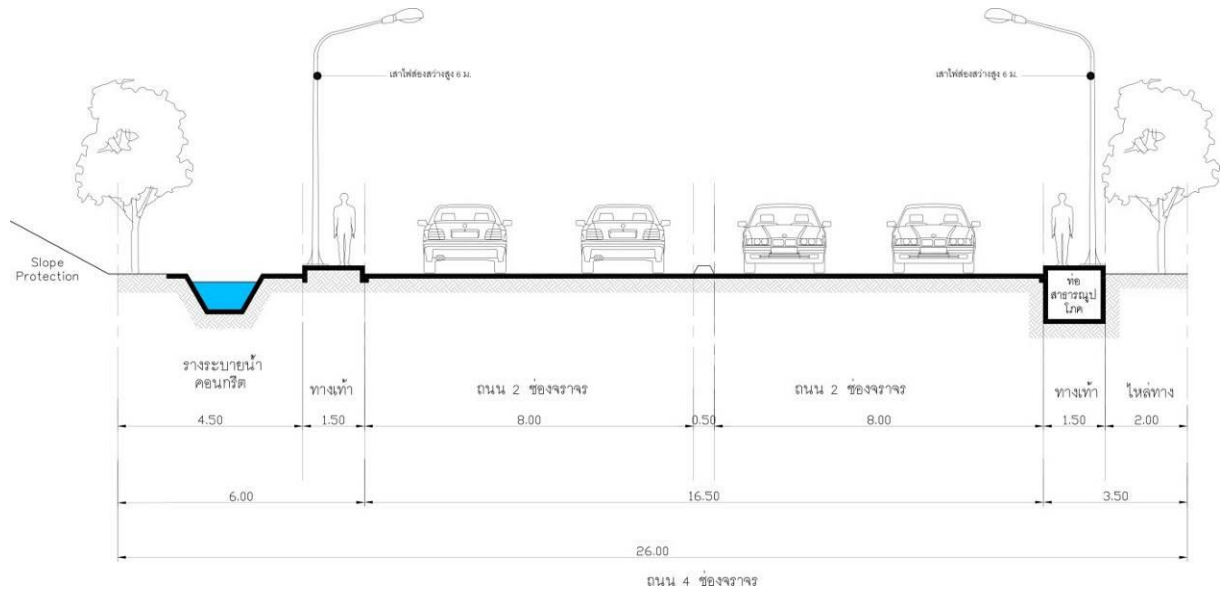 เสาไฟส่องสว่างสูง 6 ม.
เสาไฟส่องสว่างสูง 6 ม.
Slope
Protection
ท่อ
สาธารณูป
โภค
รางระบายน้ำ
คอนกรีต
ทางเท้า
ถนน 2 ช่องจราจร
ถนน 2 ช่องจราจร
ทางเท้า
ไหล่ทาง
4.50
1.50
8.00
0.50
8.00
1.50
2.00
6.00
16.50
3.50
26.00
ถนน 4 ช่องจราจร